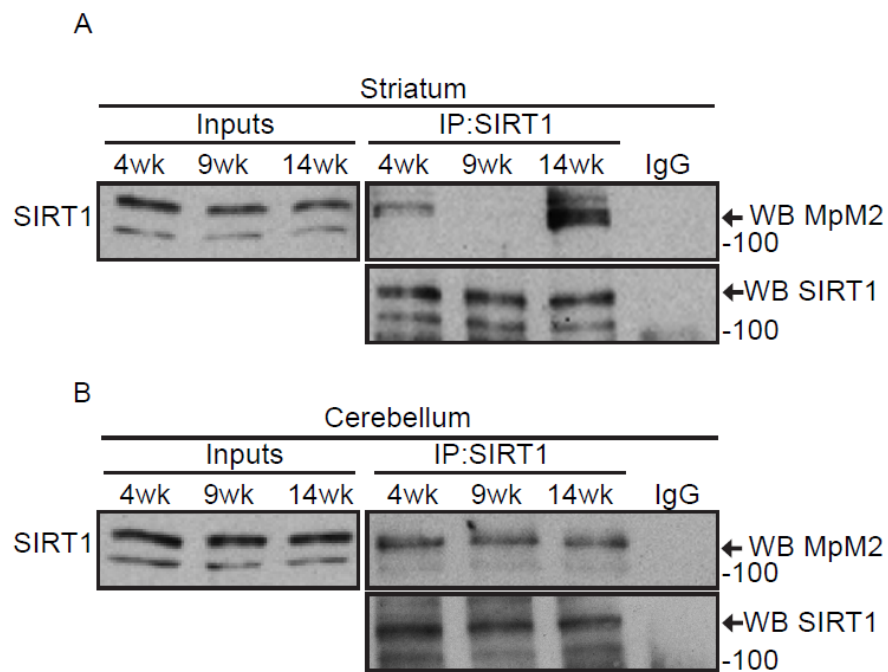 A
Striatum
Inputs IP:SIRT1
4wk 9wk 14wk 4wk 9wk 14wk IgG
SIRT1 WB MpM2
-100
WB SIRT1
-100
B
Cerebellum
Inputs IP:SIRT1
4wk 9wk 14wk 4wk 9wk 14wk IgG
SIRT1 WB MpM2
-100
WB SIRT1
-100